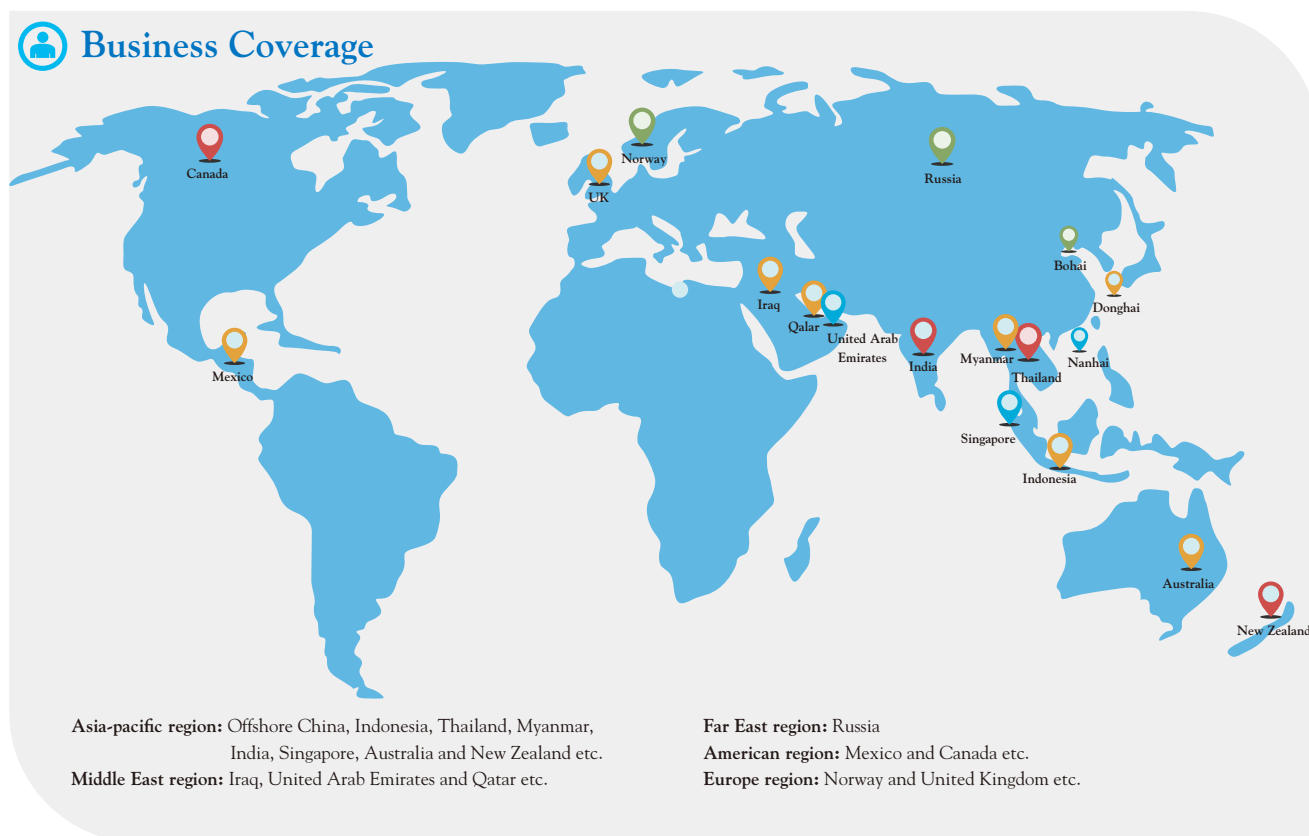 Business Coverage
Canada
Norway
UK
Russia
Bohai
Iraq
Qalar
Donghai
United Arab
Emirates
India
Myanmar
Thailand
Nanhai
Mexico
Singapore
Indonesia
Australia
New Zealand
Asia-pacific region: Offshore China, Indonesia, Thailand, Myanmar,
India, Singapore, Australia and New Zealand etc.
Middle East region: Iraq, United Arab Emirates and Qatar etc.
Far East region: Russia
American region: Mexico and Canada etc.
Europe region: Norway and United Kingdom etc.